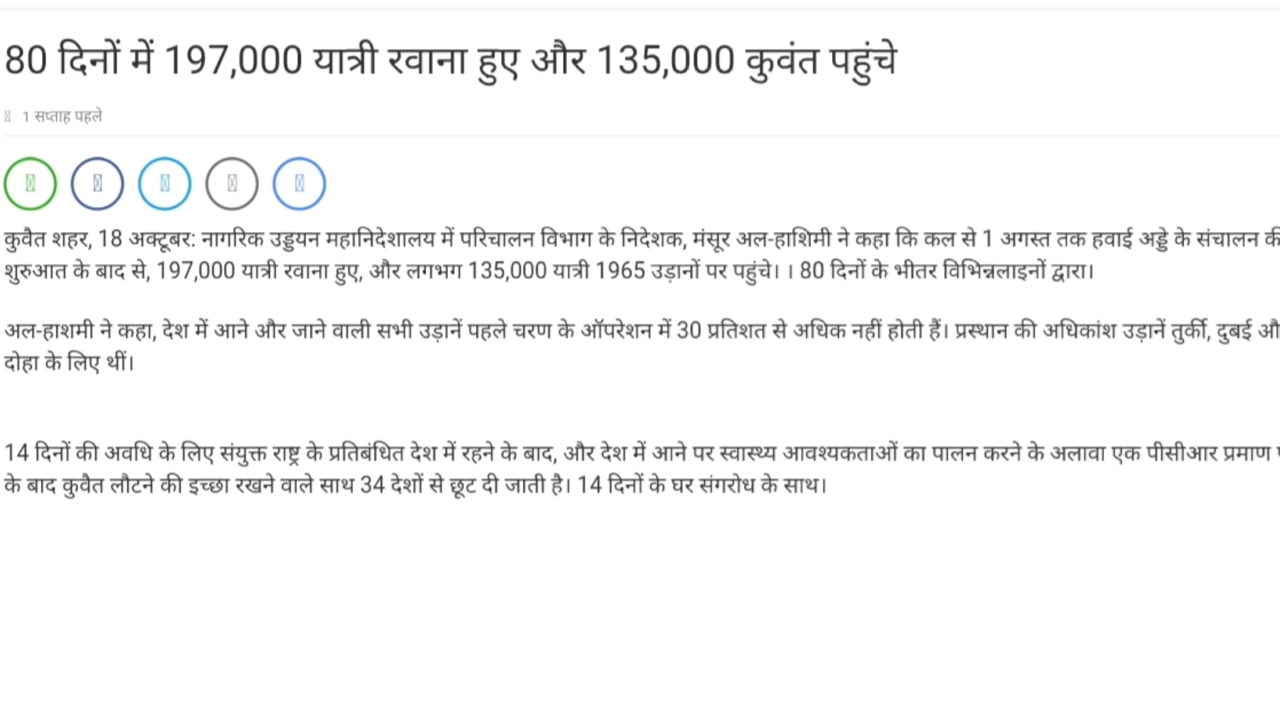 80 दिनों में 197,000 यात्री रवाना हुए और 135,000 कुवंत पहुंचे
1 सप्ताह पहले
कुवैत शहर, 18 अक्टूबर: नागरिक उड्डयन महानिदेशालय में परिचालन विभाग के निदेशक, मंसूर अल-हाशिमी ने कहा कि कल से 1 अगस्त तक हवाई अड्डे के संचालन की
शुरुआत के बाद से, 197,000 यात्री रवाना हुए, और लगभग 135,000 यात्री 1965 उड़ानों पर पहुंचे। । 80 दिनों के भीतर विभिन्नलाइनों द्वारा।
अल-हाशमी ने कहा, देश में आने और जाने वाली सभी उड़ानें पहले चरण के ऑपरेशन में 30 प्रतिशत से अधिक नहीं होती हैं। प्रस्थान की अधिकांश उड़ानें तुर्की, दुबई
दोहा के लिए थीं।
14 दिनों की अवधि के लिए संयुक्त राष्ट्र के प्रतिबंधित देश में रहने के बाद, और देश में आने पर स्वास्थ्य आवश्यकताओं का पालन करने के अलावा एक पीसीआर प्रमाण
के बाद कुवैत लौटने की इच्छा रखने वाले साथ 34 देशों से छूट दी जाती है। 14 दिनों के घर संगरोध के साथ।